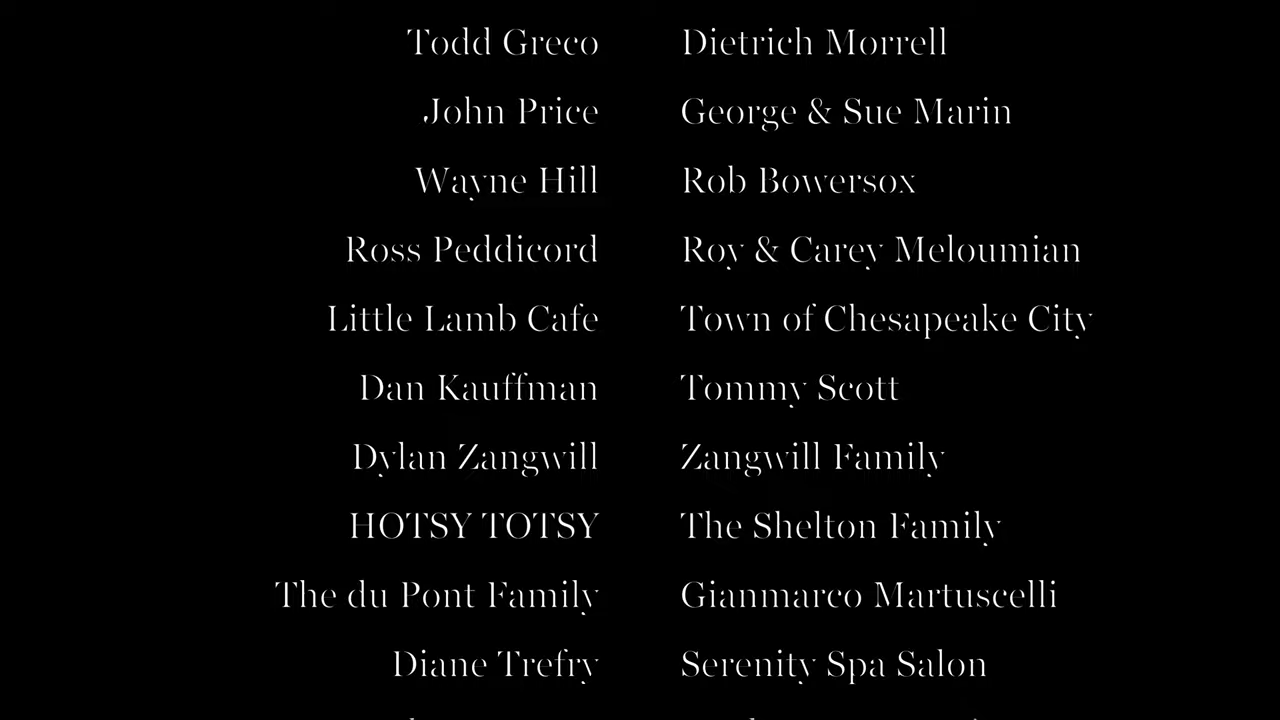 Todd Greco Dietrich Morrell
John Price George & Sue Marin
Wayne Hill Rob Bowersox
Ross Peddicord Roy & Carey Meloumian
Little Lamb Cafe Town of Chesapeake City
Dan Kauffman Tommy Scott
Dylan Zangwill Zangwill Family
HOTSY TOTSY The Shelton Family
The du Pont Family Gianmarco Martuscelli
Diane Trefry Serenity Spa Salon